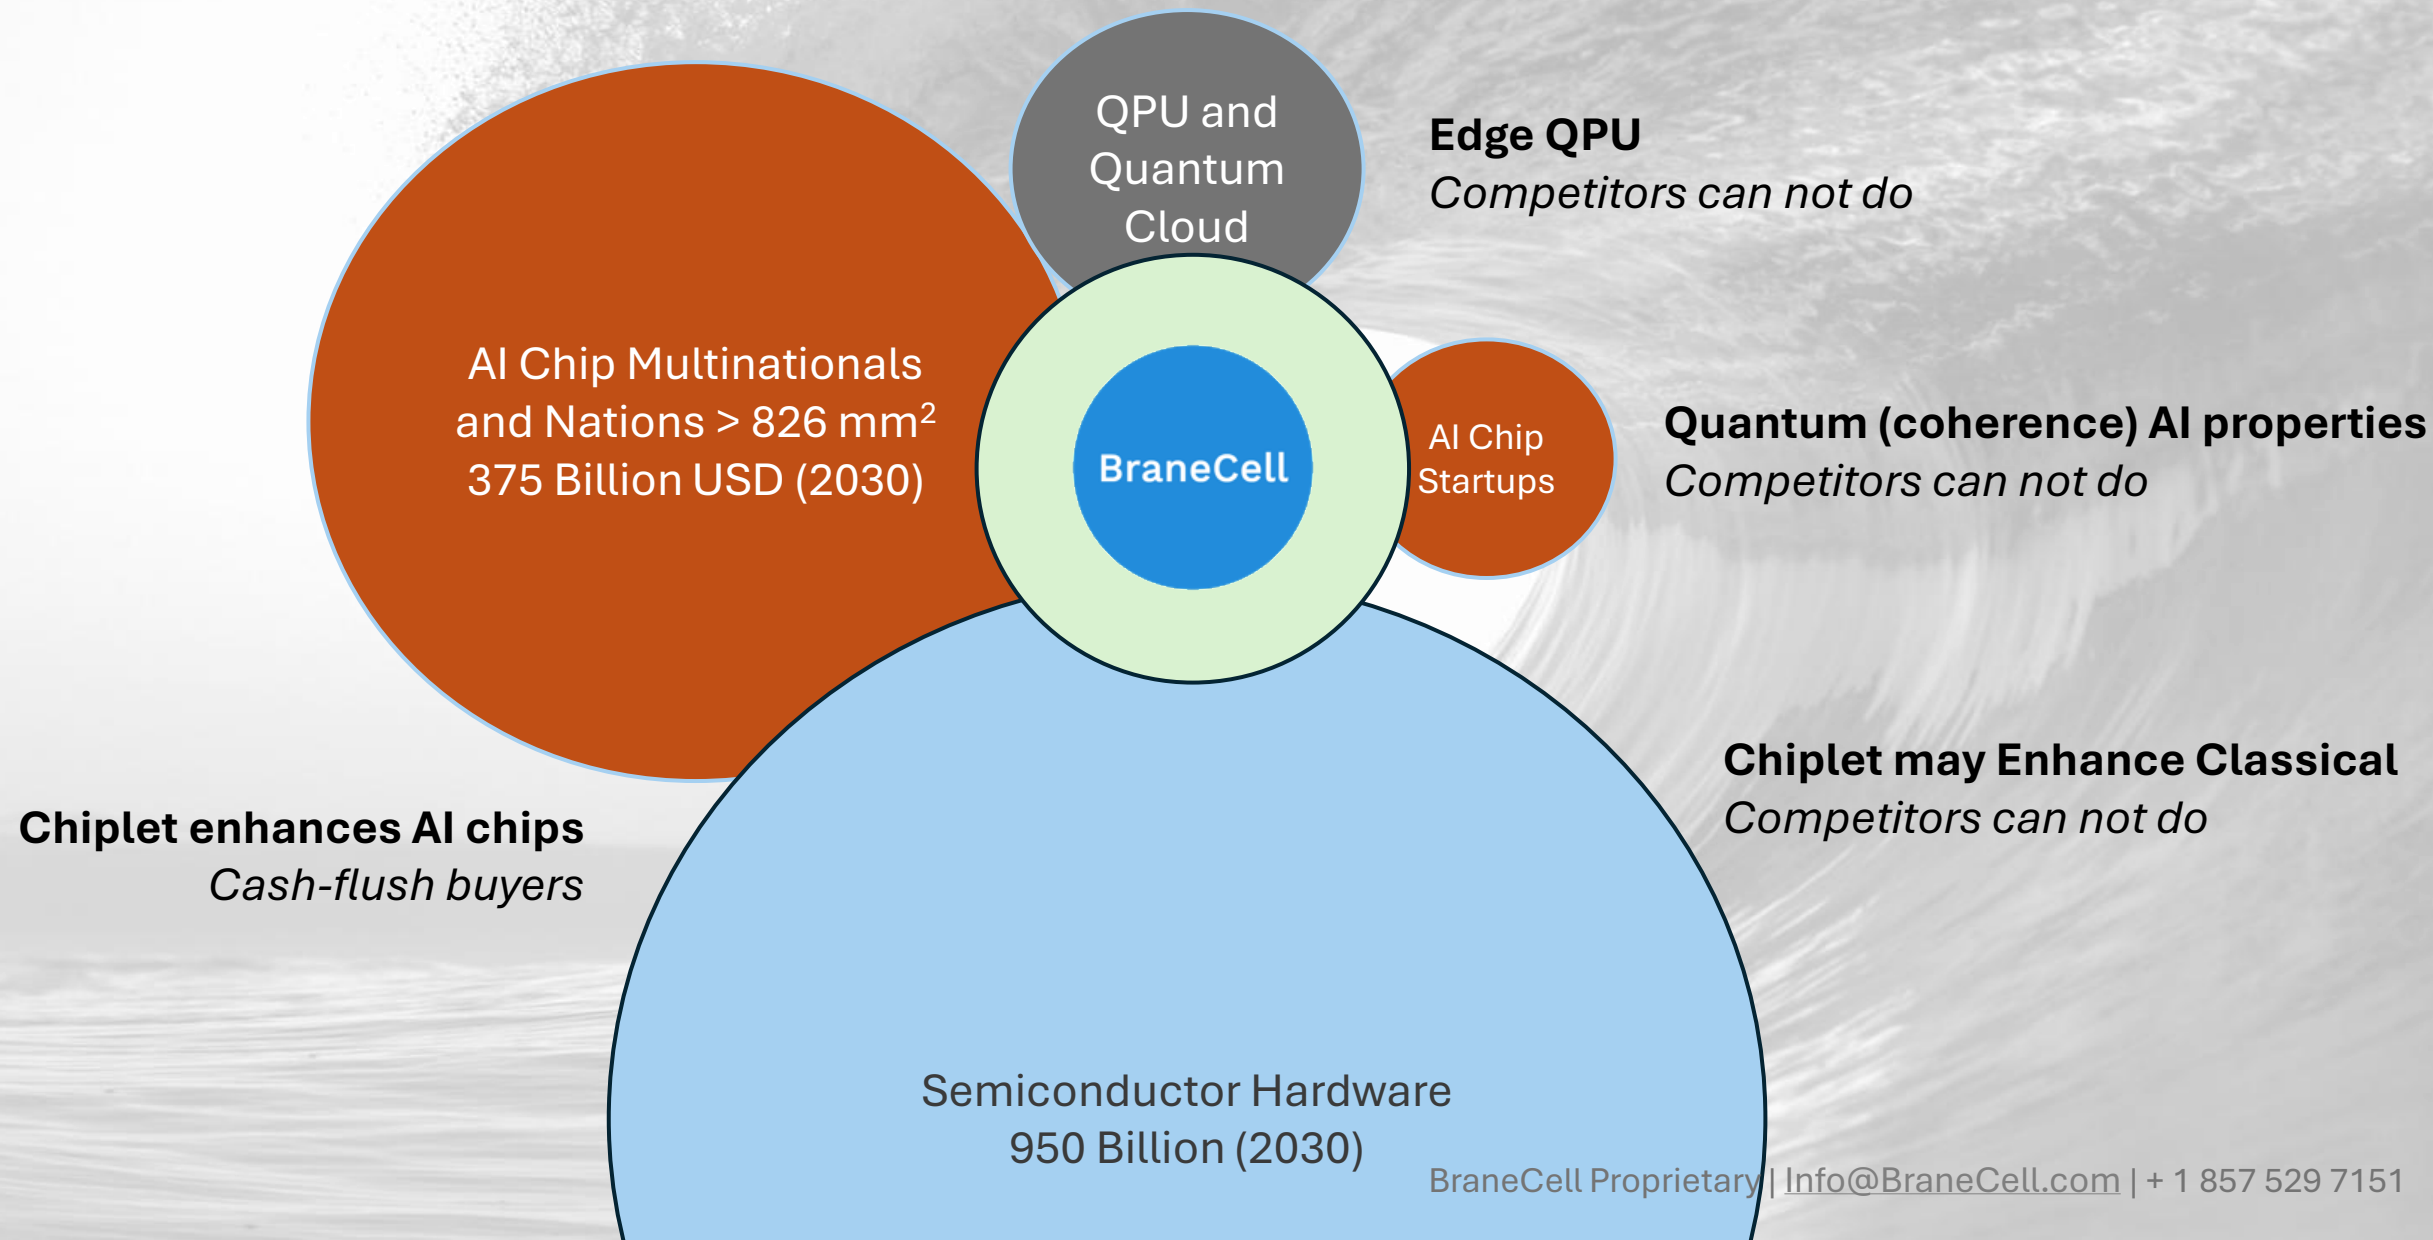 QPU and
Quantum
Cloud
Edge QPU
Competitors can not do
AI Chip Multinationals
and Nations > 826 mm²
375 Billion USD (2030)
BraneCell
AI Chip
Startups
Quantum (coherence) AI properties
Competitors can not do
Chiplet may Enhance Classical
Competitors can not do
Chiplet enhances AI chips
Cash-flush buyers
Semiconductor Hardware
950 Billion (2030)
BraneCell Proprietary | Info@BraneCell.com | + 1 857 529 7151